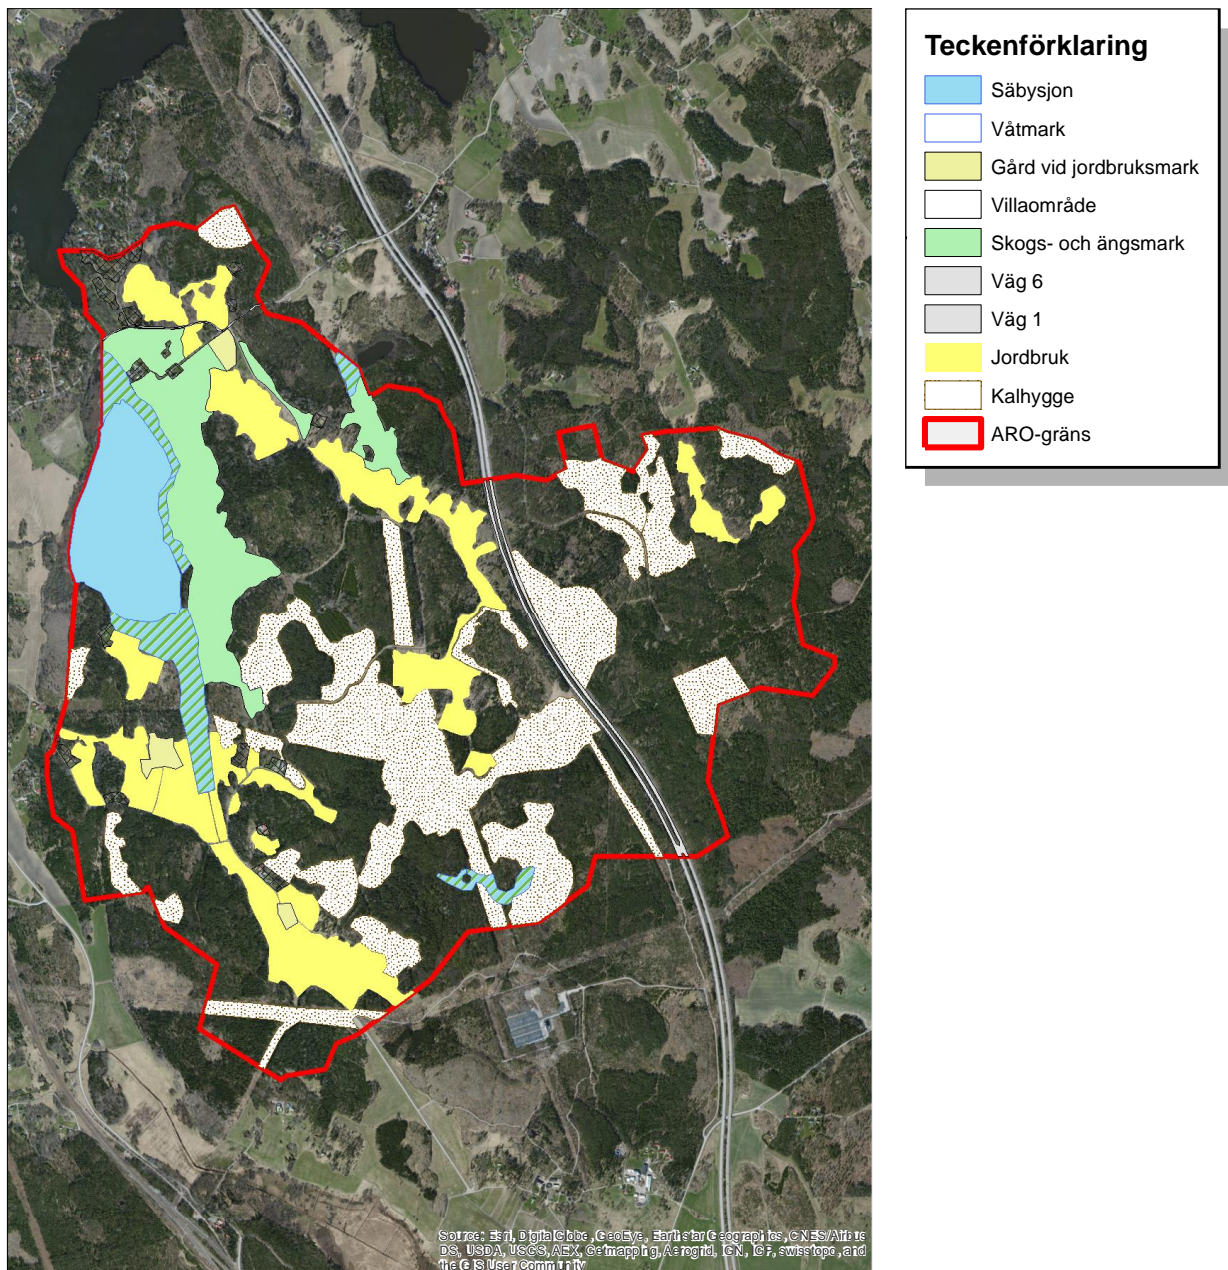 Teckenförklaring
Säbysjon
Våtmark
Gård vid jordbruksmark
Villaområde
Skogs- och ängsmark
Väg 6
Väg 1
Jordbruk
Kalhygge
ARO-gräns
Source: Esri, DigitalGlobe, GeoEye, Earthstar Geographics, CNES/Airbus
DS, USDA, USGS, AEX, Getmapping, Aerogrid, IGN, IGP, swisstopo, and
the GIS User Community